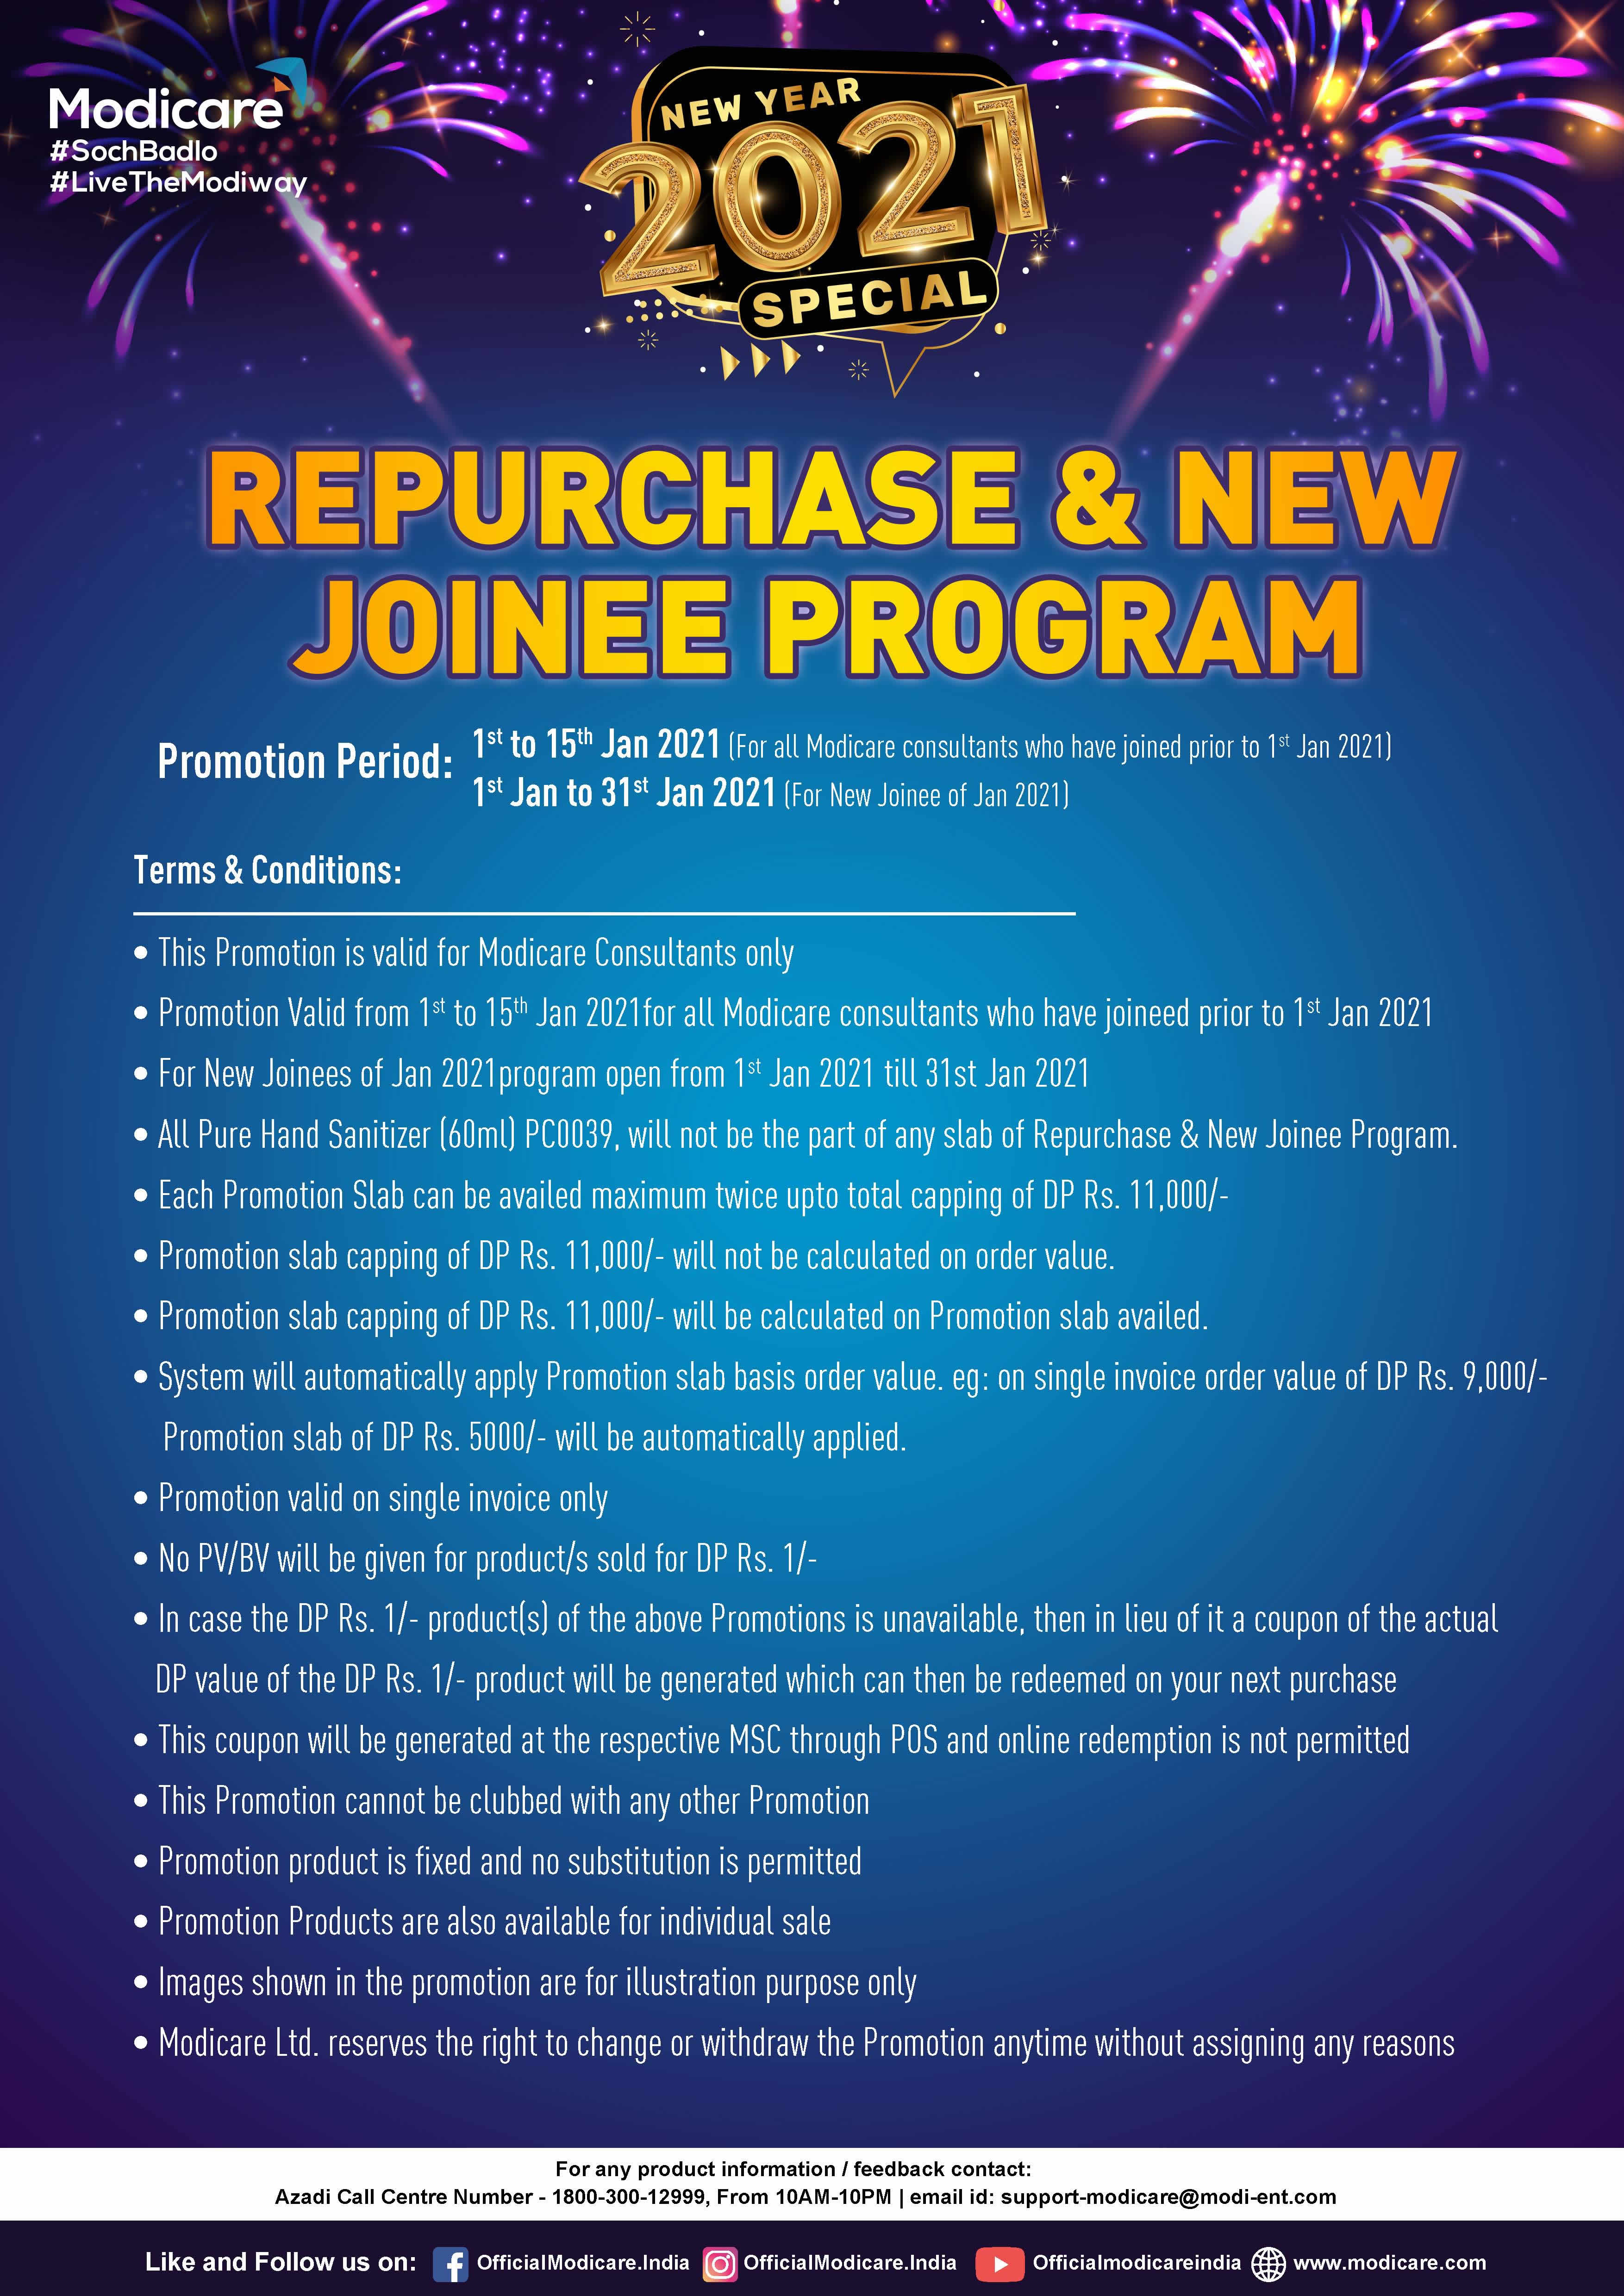 Modicare
#SochBadlo
#LiveTheModiway
NEW YEAR
2021
SPECIAL
REPURCHASE & NEW
JOINEE PROGRAM
Promotion Period:
1st to 15th Jan 2021 (For all Modicare consultants who have joined prior to 1st Jan 2021)
1st Jan to 31st Jan 2021 (For New Joinee of Jan 2021)
Terms & Conditions:
• This Promotion is valid for Modicare Consultants only
• Promotion Valid from 1st to 15th Jan 2021for all Modicare consultants who have joineed prior to 1st Jan 2021
• For New Joinees of Jan 2021program open from 1st Jan 2021 till 31st Jan 2021
• All Pure Hand Sanitizer (60ml) PC0039, will not be the part of any slab of Repurchase & New Joinee Program.
• Each Promotion Slab can be availed maximum twice upto total capping of DP Rs. 11,000/-
• Promotion slab capping of DP Rs. 11,000/- will not be calculated on order value.
• Promotion slab capping of DP Rs. 11,000/- will be calculated on Promotion slab availed.
• System will automatically apply Promotion slab basis order value. eg: on single invoice order value of DP Rs. 9,000/-
Promotion slab of DP Rs. 5000/- will be automatically applied.
• Promotion valid on single invoice only
• No PV/BV will be given for product/s sold for DP Rs. 1/-
• In case the DP Rs. 1/- product(s) of the above Promotions is unavailable, then in lieu of it a coupon of the actual
DP value of the DP Rs. 1/- product will be generated which can then be redeemed on your next purchase
• This coupon will be generated at the respective MSC through POS and online redemption is not permitted
• This Promotion cannot be clubbed with any other Promotion
• Promotion product is fixed and no substitution is permitted
• Promotion Products are also available for individual sale
• Images shown in the promotion are for illustration purpose only
• Modicare Ltd. reserves the right to change or withdraw the Promotion anytime without assigning any reasons
For any product information / feedback contact:
Azadi Call Centre Number - 1800-300-12999, From 10AM-10PM | email id: support-modicare@modi-ent.com
Like and Follow us on: OfficialModicare.India OfficialModicare.India Officialmodicareindia www.modicare.com